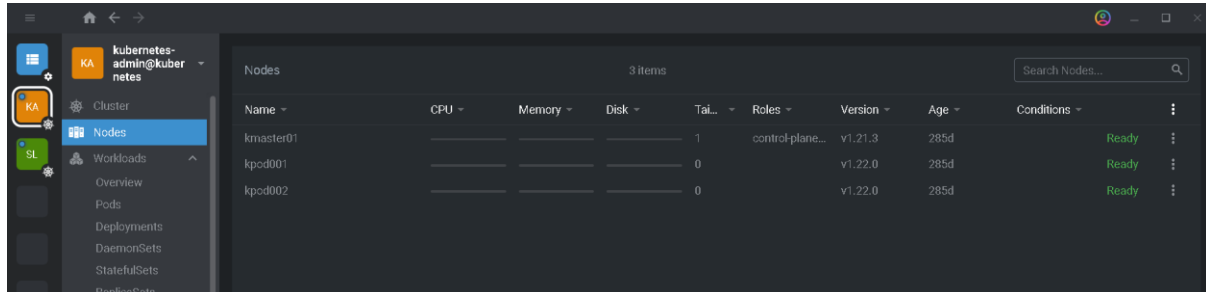 kubernetes-
admin@kuber
netes
KA
KA
SL
Cluster
Nodes
Workloads
Overview
Pods
Deployments
DaemonSets
StatefulSets
ReplicaSets
Nodes
3 items
Search Nodes...
Name CPU Memory Disk Tai... Roles Version Age Conditions
kmaster01 1 control-plane... v1.21.3 285d Ready
kpod001 0 v1.22.0 285d Ready
kpod002 0 v1.22.0 285d Ready